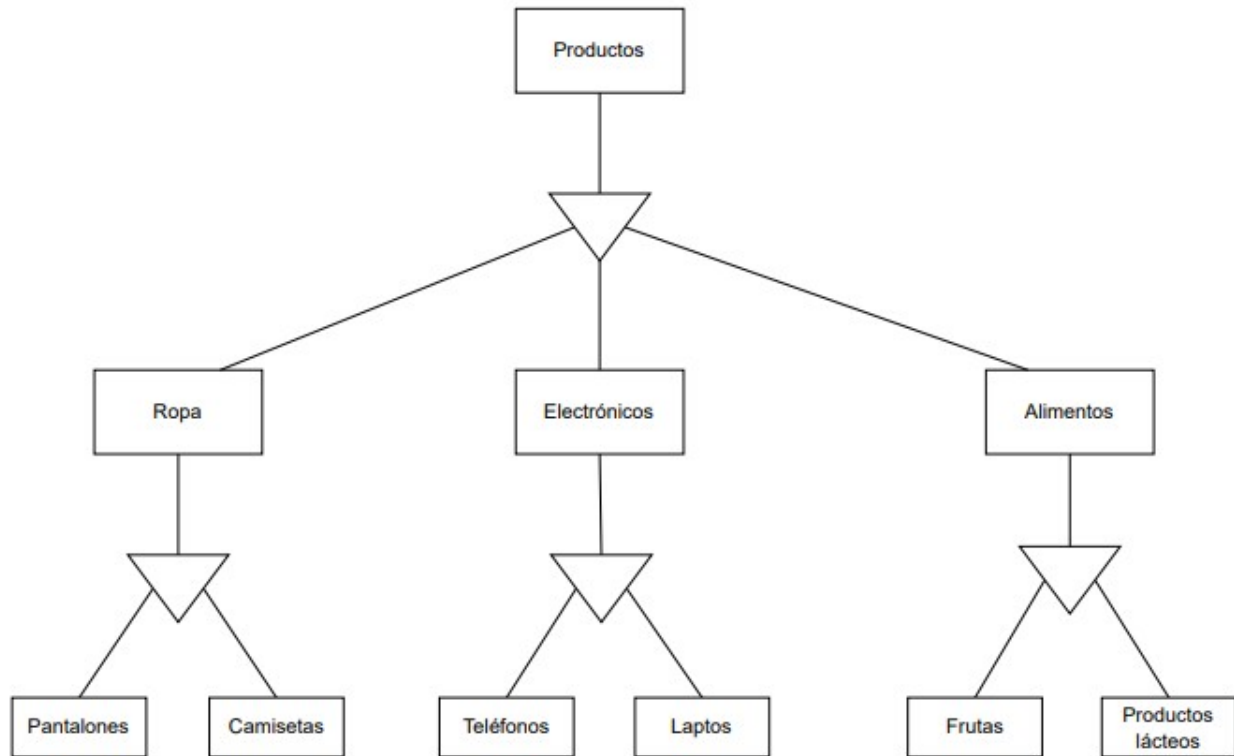 Productos
Ropa
Electrónicos
Alimentos
Pantalones
Camisetas
Teléfonos
Laptos
Frutas
Productos
lácteos